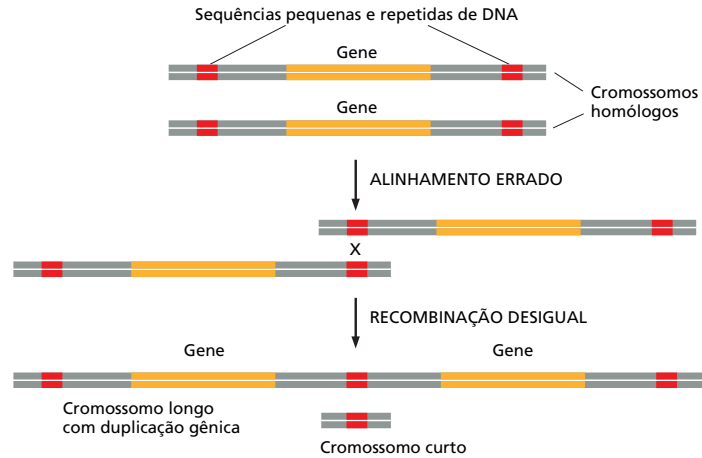 Sequências pequenas e repetidas de DNA
Gene
Gene
Cromossomos
homólogos
ALINHAMENTO ERRADO
X
RECOMBINAÇÃO DESIGUAL
Gene
Gene
Cromossomo longo
com duplicação gênica
Cromossomo curto